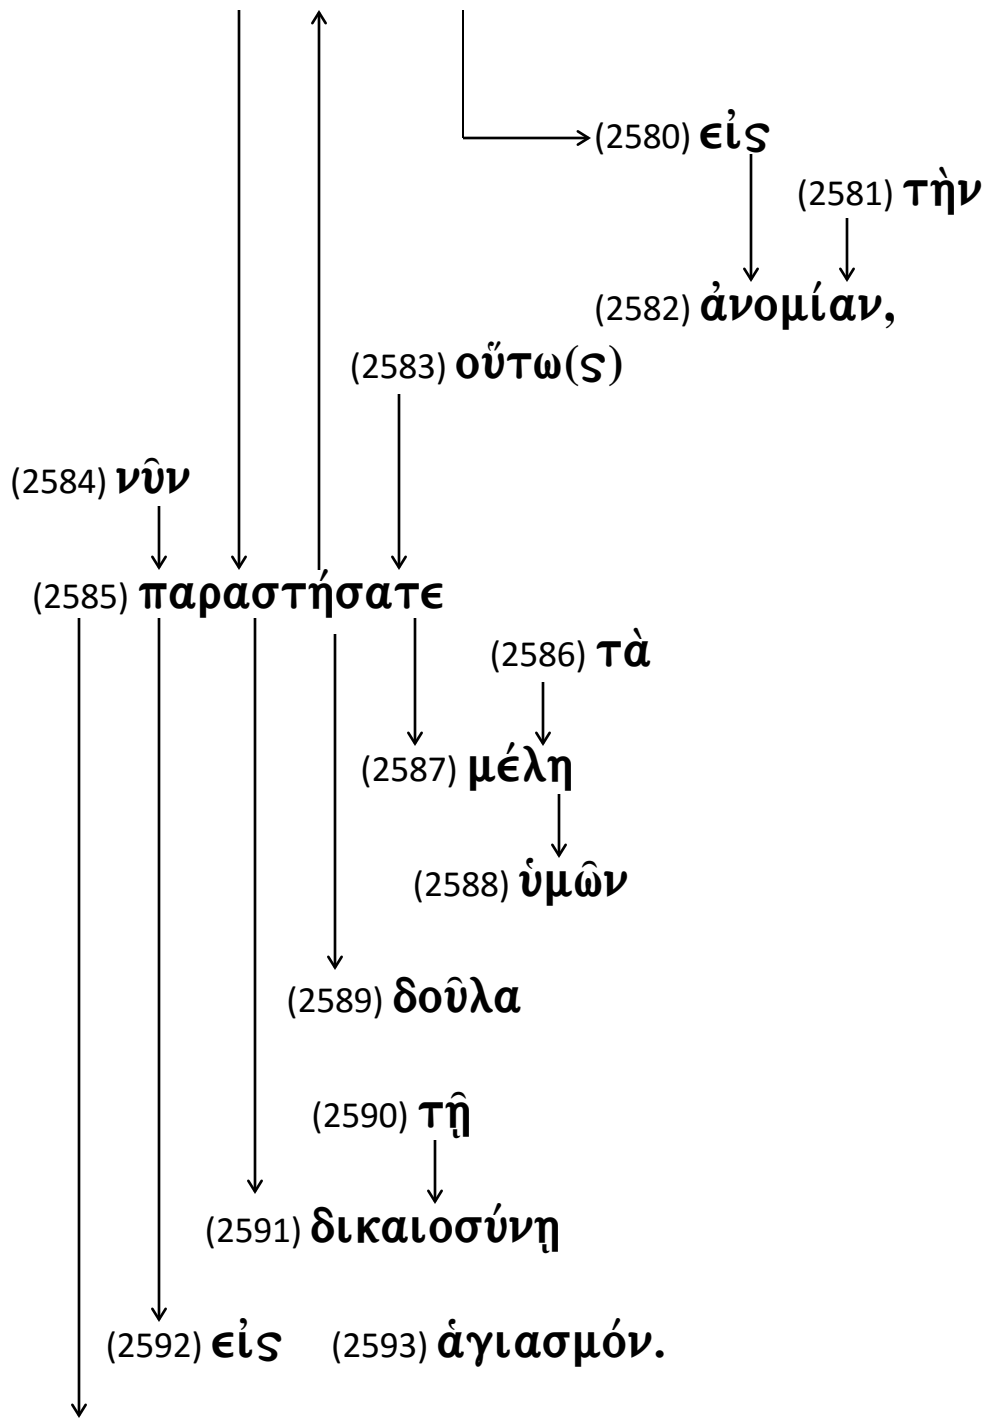 (2580) εἰς
(2581) τὴν
(2582) ἀνομίαν,
(2583) οὕτω(ς)
(2584) νῦν
(2585) παραστήσατε
(2586) τὰ
(2587) μέλη
(2588) ὑμῶν
(2589) δοῦλα
(2590) τῇ
(2591) δικαιοσύνῃ
(2592) εἰς (2593) ἁγιασμόν.